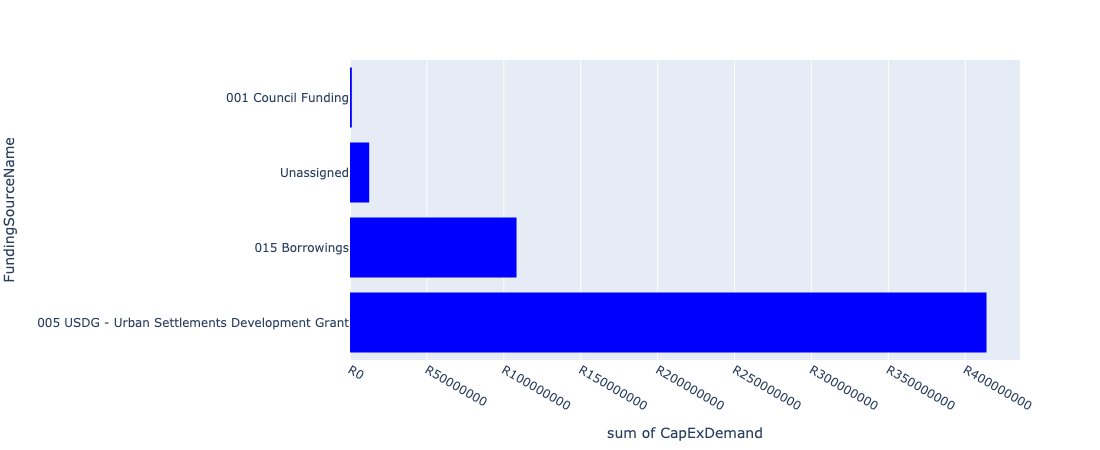 FundingSourceName
001 Council Funding
Unassigned
015 Borrowings
005 USDG - Urban Settlements Development Grant
R0
R50000000
R100000000
R150000000
R200000000
R250000000
R300000000
R350000000
R400000000
sum of CapExDemand